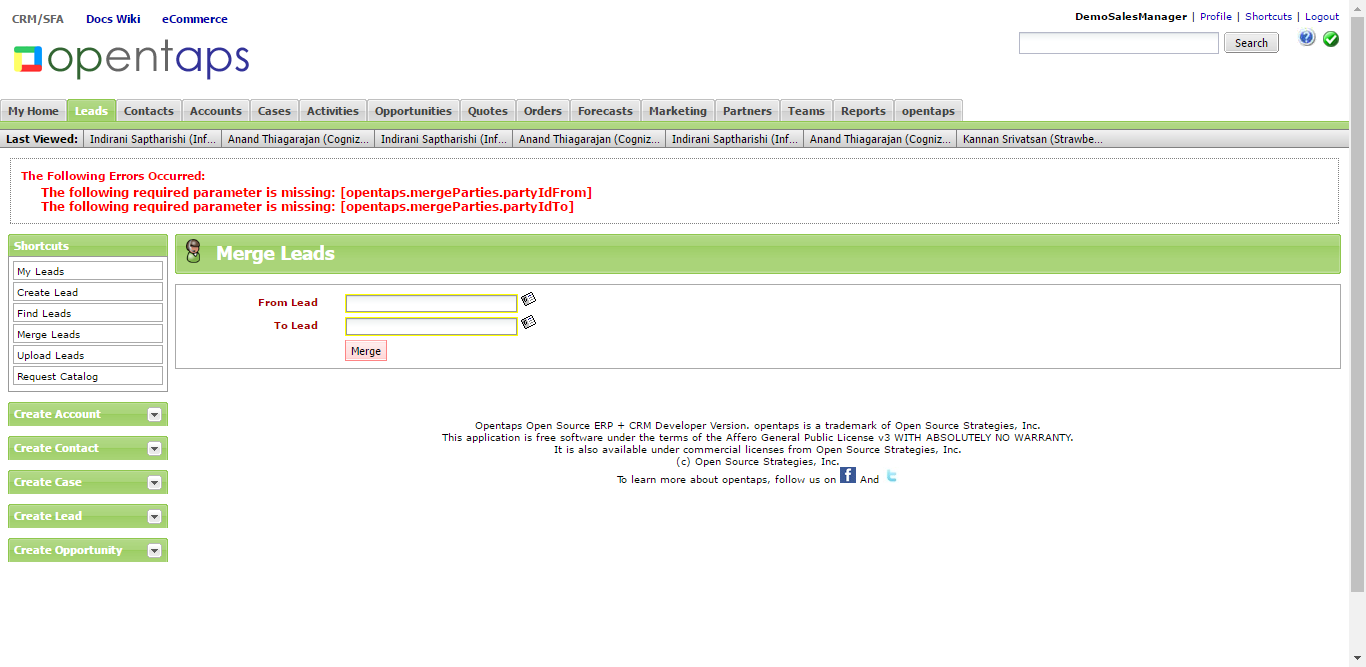 CRM/SFA Docs Wiki eCommerce
DemoSalesManager | Profile | Shortcuts | Logout
opentaps
Search
My Home Leads Contacts Accounts Cases Activities Opportunities Quotes Orders Forecasts Marketing Partners Teams Reports opentaps
Last Viewed: Indirani Saptharishi (Inf... Anand Thiagarajan (Cogniz... Indirani Saptharishi (Inf... Anand Thiagarajan (Cogniz... Indirani Saptharishi (Inf... Anand Thiagarajan (Cogniz... Kannan Srivatsan (Strawbe...
The Following Errors Occurred:
The following required parameter is missing: [opentaps.mergeParties.partyIdFrom]
The following required parameter is missing: [opentaps.mergeParties.partyIdTo]
Shortcuts
My Leads
Create Lead
Find Leads
Merge Leads
Upload Leads
Request Catalog
Create Account
Create Contact
Create Case
Create Lead
Create Opportunity
Merge Leads
From Lead
To Lead
Merge
Opentaps Open Source ERP + CRM Developer Version. opentaps is a trademark of Open Source Strategies, Inc.
This application is free software under the terms of the Affero General Public License v3 WITH ABSOLUTELY NO WARRANTY.
It is also available under commercial licenses from Open Source Strategies, Inc.
(c) Open Source Strategies, Inc.
To learn more about opentaps, follow us on f And t